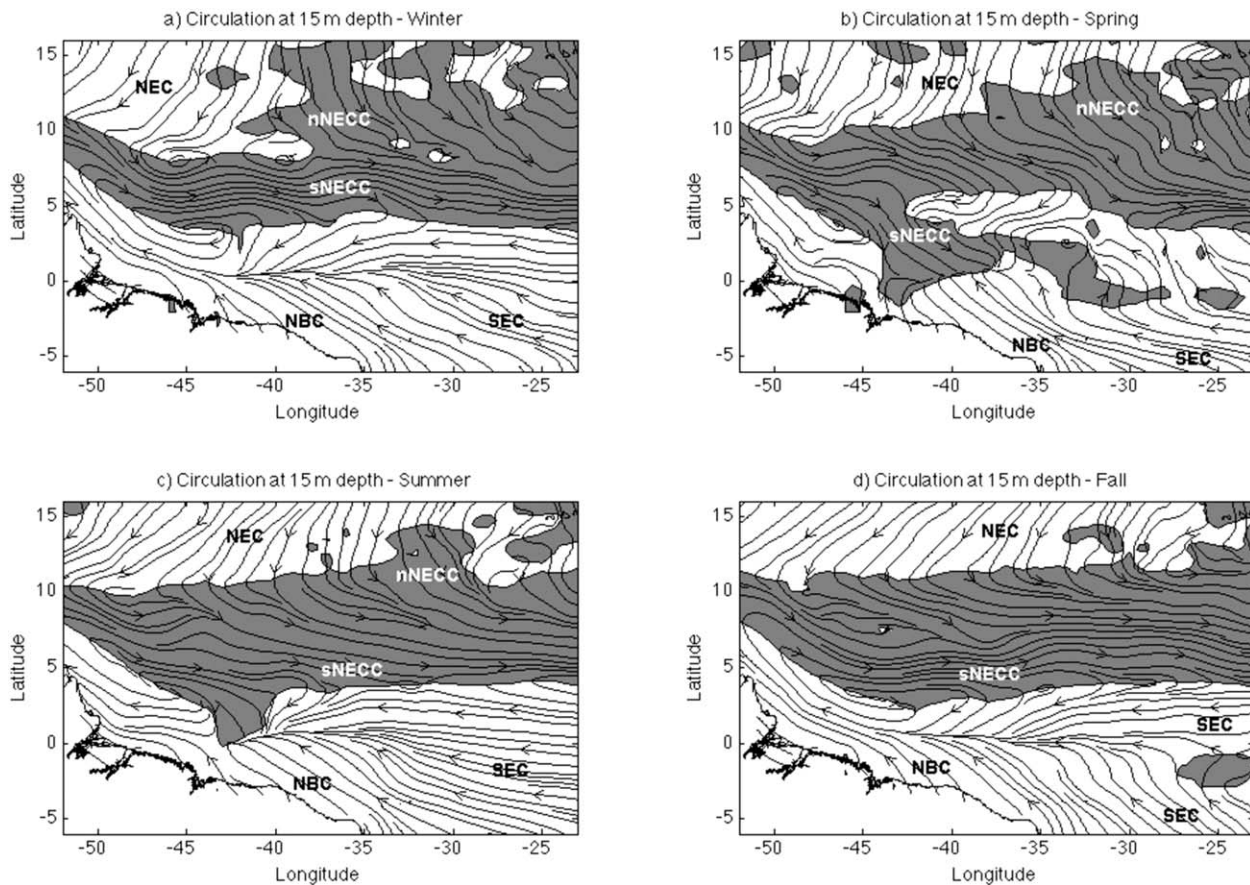 a) Circulation at 15 m depth - Winter
15
10
5
0
-5
Latitude
NEC
nNECC
sNECC
NBC
SEC
-50 -45 -40 -35 -30 -25
Longitude
b) Circulation at 15 m depth - Spring
15
10
5
0
-5
Latitude
NEC
nNECC
sNECC
NBC
SEC
-50 -45 -40 -35 -30 -25
Longitude
c) Circulation at 15 m depth - Summer
15
10
5
0
-5
Latitude
NEC
nNECC
sNECC
NBC
SEC
-50 -45 -40 -35 -30 -25
Longitude
d) Circulation at 15 m depth - Fall
15
10
5
0
-5
Latitude
NEC
sNECC
SEC
NBC
SEC
-50 -45 -40 -35 -30 -25
Longitude